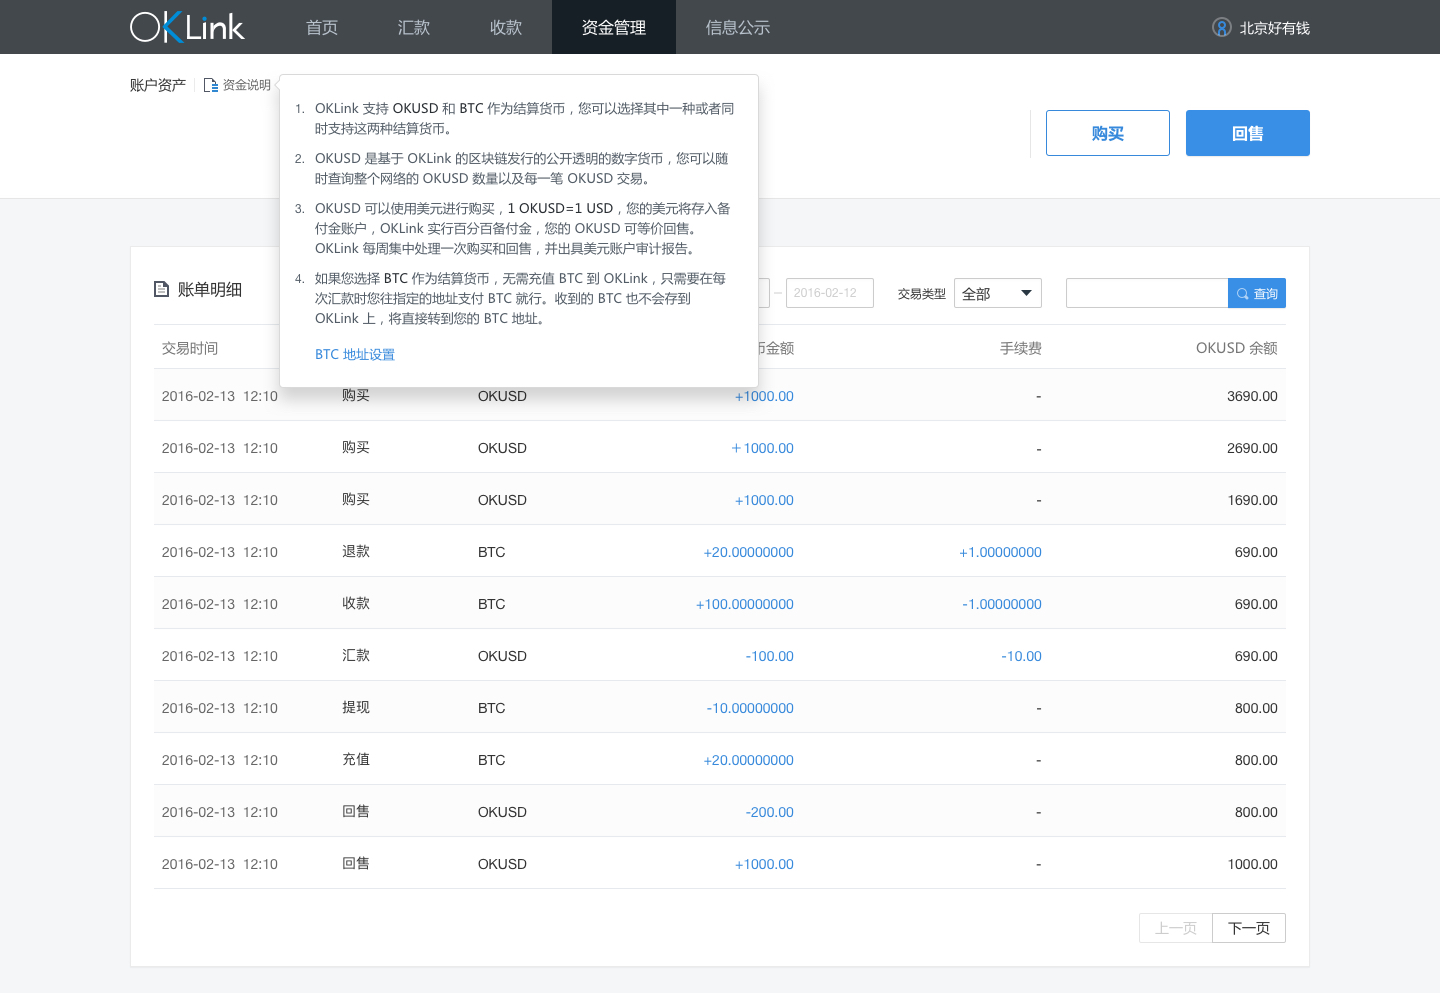 OKLink 首页 汇款 收款 资金管理 信息公示 北京好有钱
账户资产 资金说明
1. OKLink 支持 OKUSD 和 BTC 作为结算货币，您可以选择其中一种或者同
时支持这两种结算货币。
2. OKUSD 是基于 OKLink 的区块链发行的公开透明的数字货币，您可以随
时查询整个网络的 OKUSD 数量以及每一笔 OKUSD 交易。
3. OKUSD 可以使用美元进行购买，1 OKUSD=1 USD，您的美元将存入备
付金账户，OKLink 实行百分百备付金，您的 OKUSD 可等价回售。
OKLink 每周集中处理一次购买和回售，并出具美元账户审计报告。
4. 如果您选择 BTC 作为结算货币，无需充值 BTC 到 OKLink，只需要在每
次汇款时您往指定的地址支付 BTC 就行。收到的 BTC 也不会存到
OKLink 上，将直接转到您的 BTC 地址。
BTC 地址设置
购买 回售
账单明细 – 2016-02-12 交易类型 全部 查询
交易时间 币金额 手续费 OKUSD 余额
2016-02-13 12:10 购买 OKUSD +1000.00 - 3690.00
2016-02-13 12:10 购买 OKUSD +1000.00 - 2690.00
2016-02-13 12:10 购买 OKUSD +1000.00 - 1690.00
2016-02-13 12:10 退款 BTC +20.00000000 +1.00000000 690.00
2016-02-13 12:10 收款 BTC +100.00000000 -1.00000000 690.00
2016-02-13 12:10 汇款 OKUSD -100.00 -10.00 690.00
2016-02-13 12:10 提现 BTC -10.00000000 - 800.00
2016-02-13 12:10 充值 BTC +20.00000000 - 800.00
2016-02-13 12:10 回售 OKUSD -200.00 - 800.00
2016-02-13 12:10 回售 OKUSD +1000.00 - 1000.00
上一页 下一页